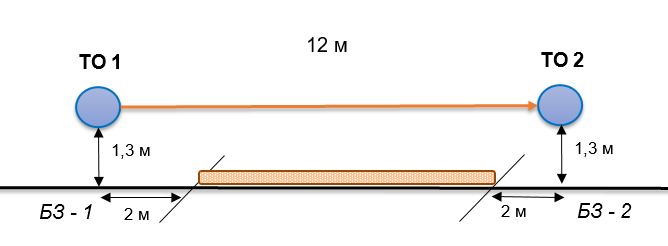 12 м
ТО 1
ТО 2
1,3 м
1,3 м
БЗ - 1
2 м
2 м
БЗ - 2